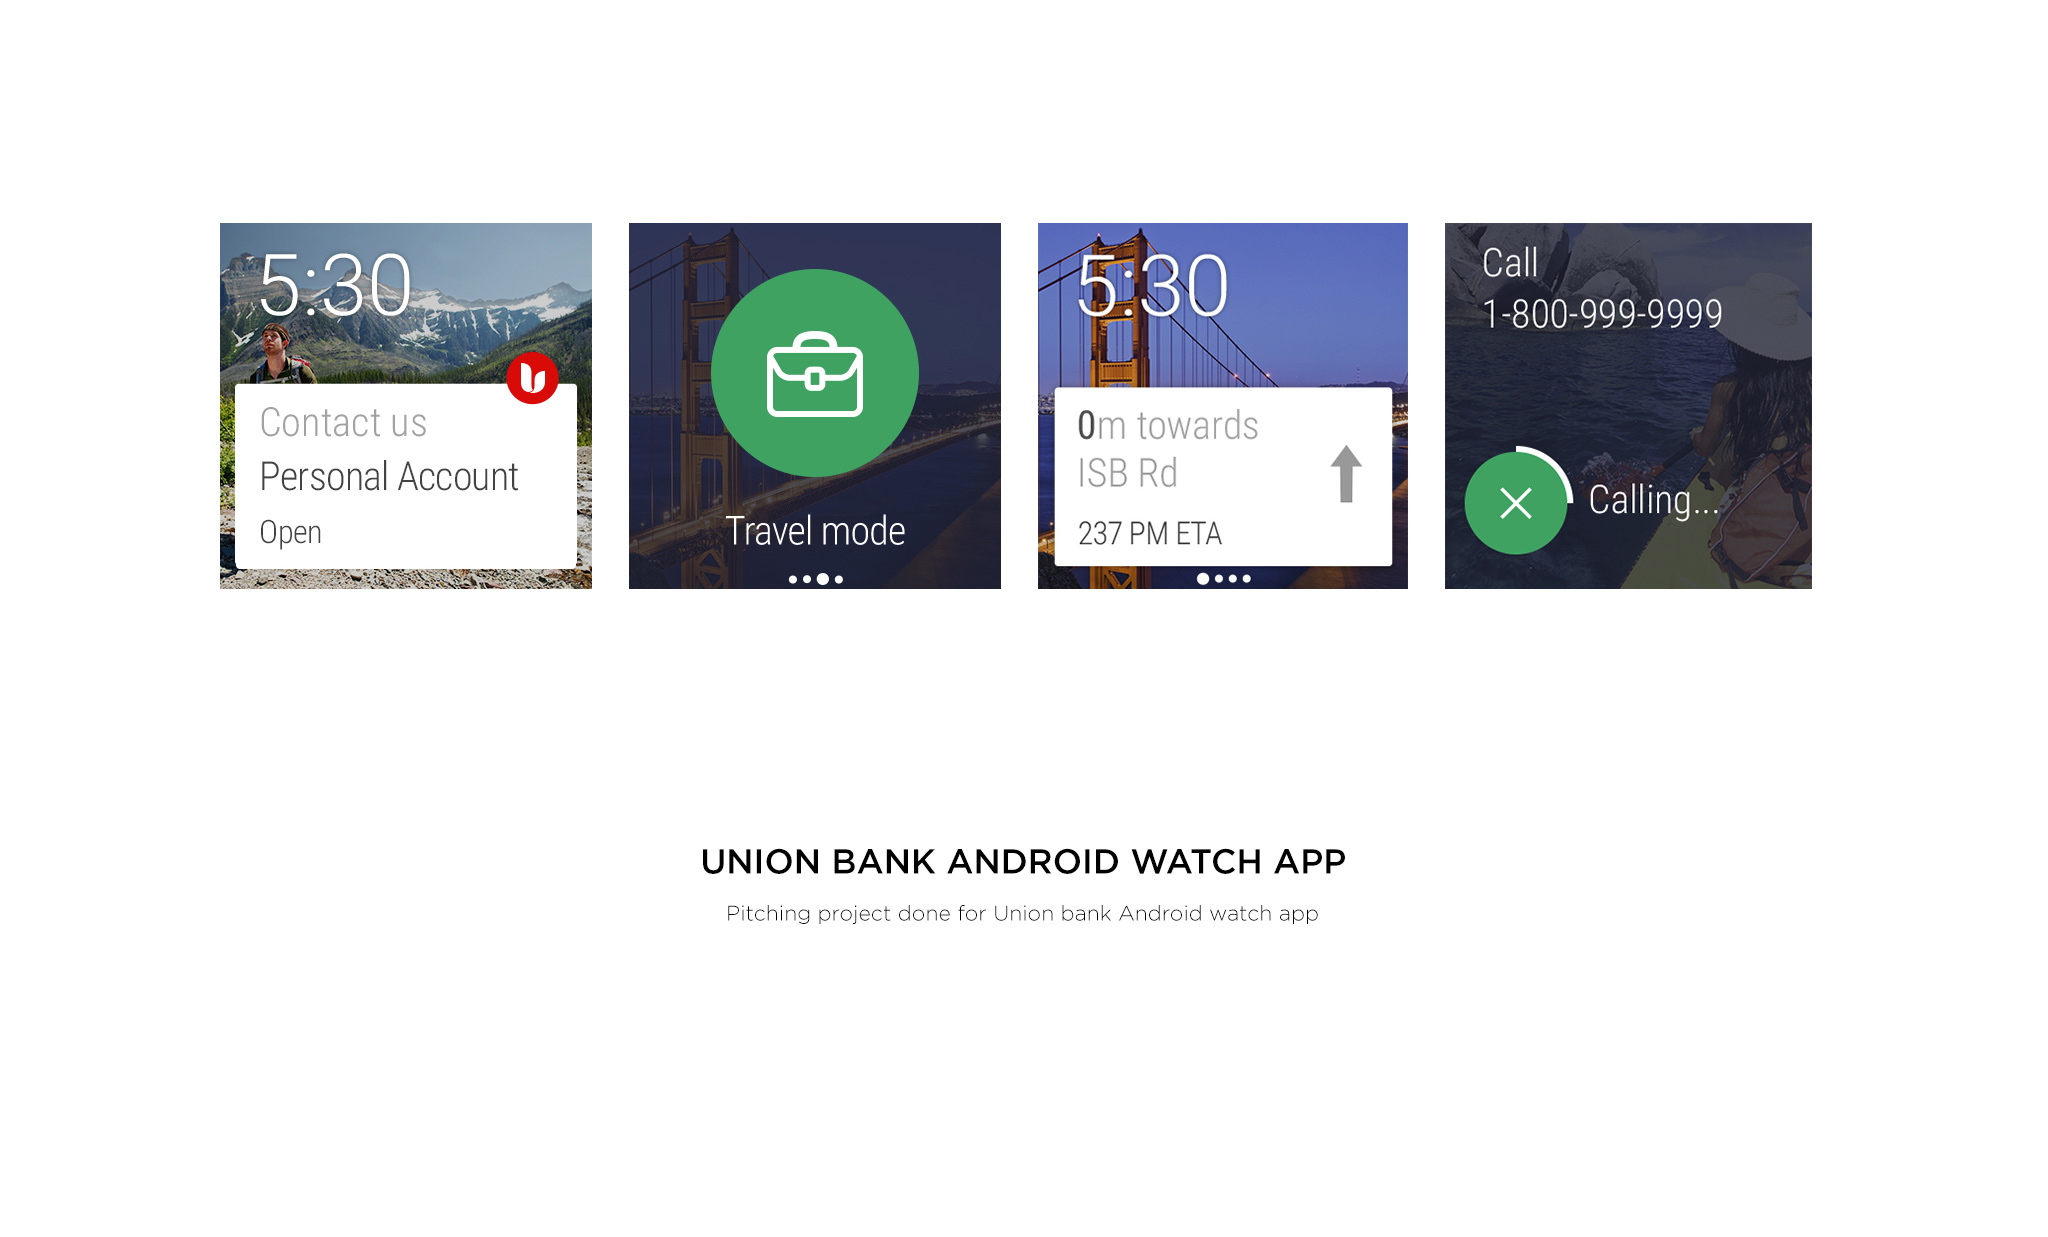 5:30
Contact us
Personal Account
Open
Travel mode
5:30
0m towards
ISB Rd
237 PM ETA
Call
1-800-999-9999
Calling...
UNION BANK ANDROID WATCH APP
Pitching project done for Union bank Android watch app